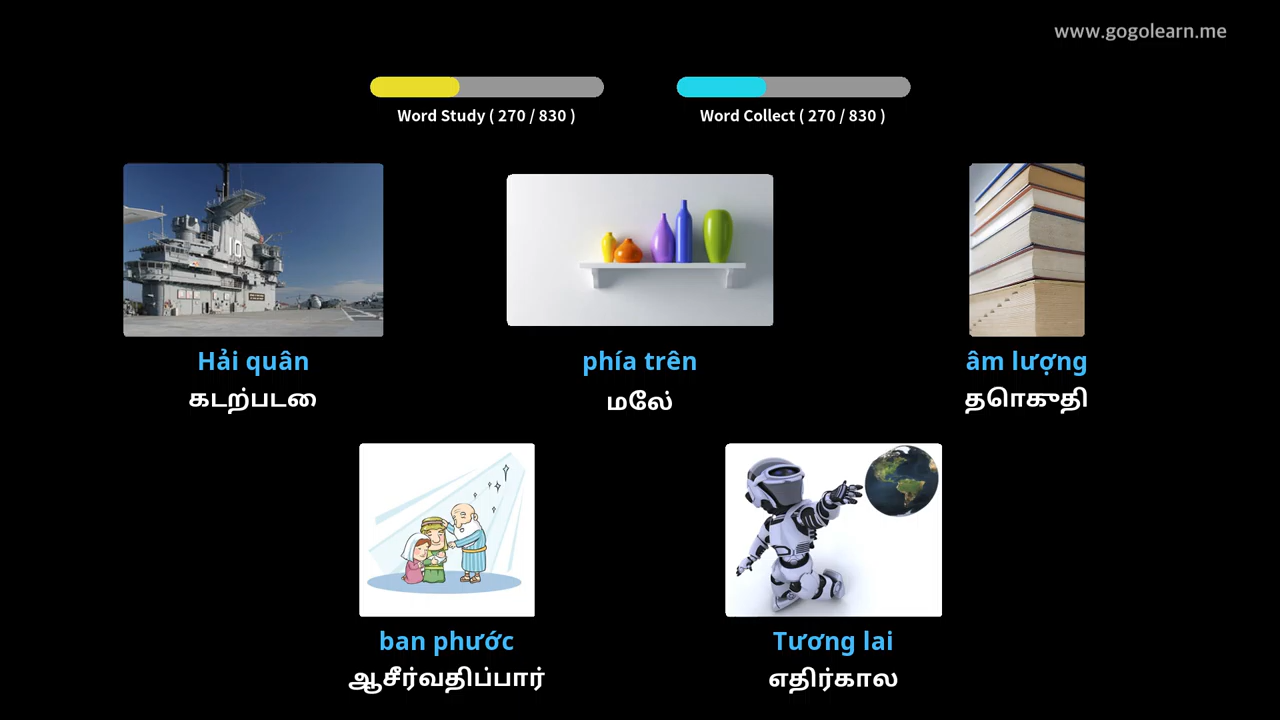 www.gogolearn.me
Word Study ( 270 / 830 )
Word Collect ( 270 / 830 )
10
Hải quân
phía trên
âm lượng
கடற்படை
மேலே
தொகுதி
ban phước
Tương lai
ஆசீர்வதிப்பார்
எதிர்கால